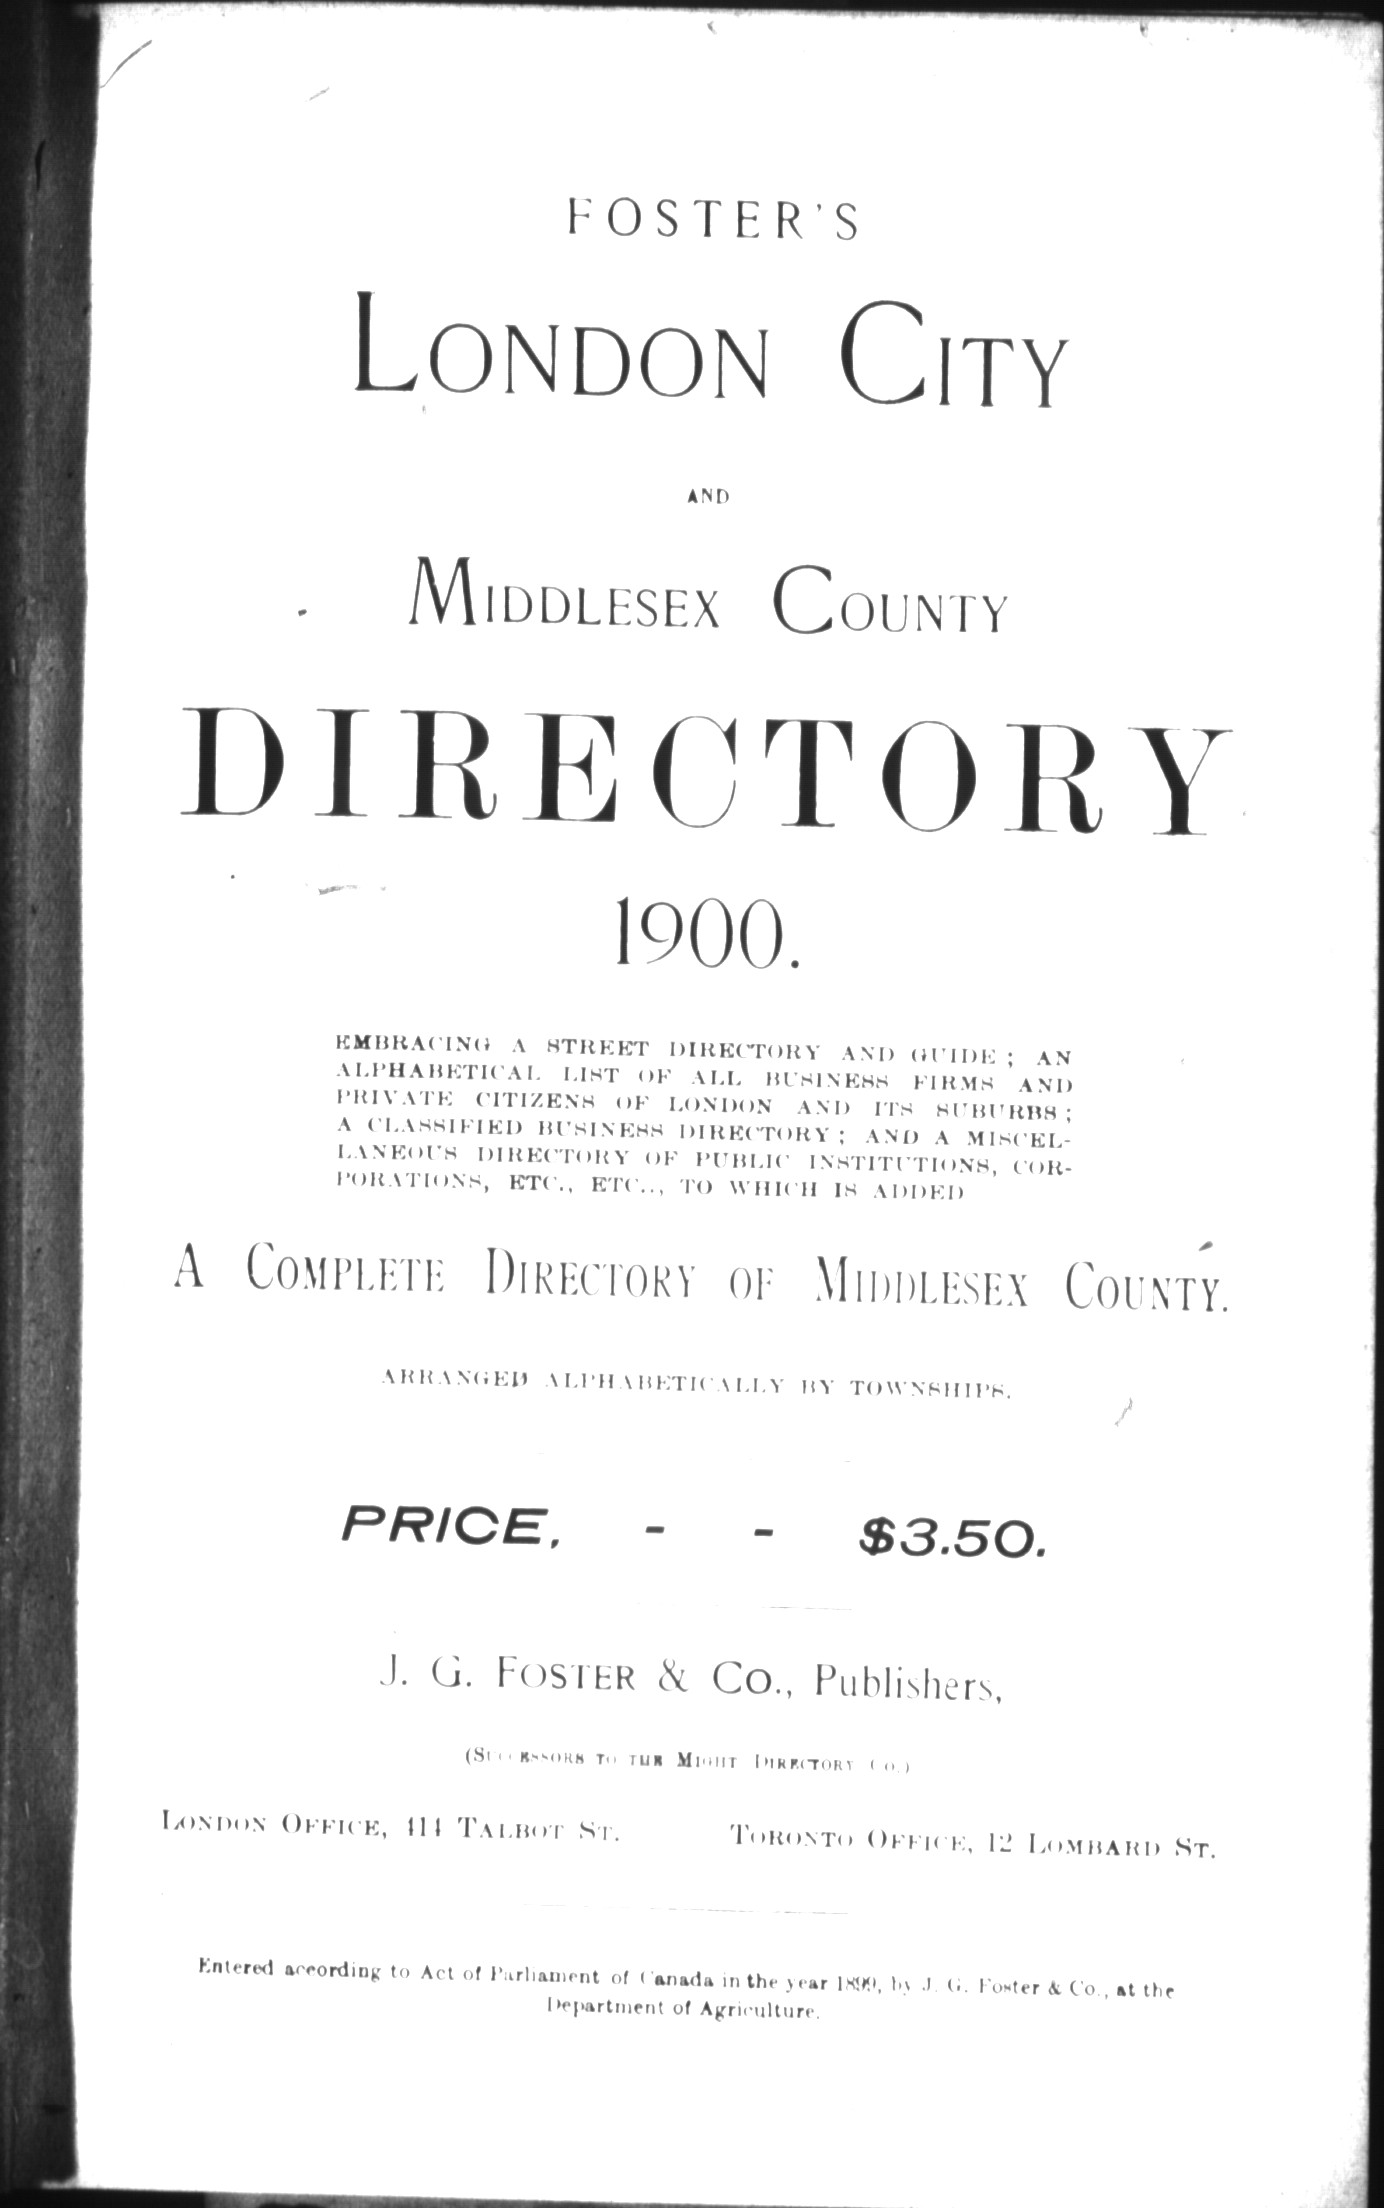 FOSTER'S
LONDON CITY
AND
MIDDLESEX COUNTY
DIRECTORY
1900.
EMBRACING A STREET DIRECTORY AND GUIDE; AN
ALPHABETICAL LIST OF ALL BUSINESS FIRMS AND
PRIVATE CITIZENS OF LONDON AND ITS SUBURBS;
A CLASSIFIED BUSINESS DIRECTORY; AND A MISCEL-
LANEOUS DIRECTORY OF PUBLIC INSTITUTIONS, COR-
PORATIONS, ETC., ETC.., TO WHICH IS ADDED
A COMPLETE DIRECTORY OF MIDDLESEX COUNTY.
ARRANGED ALPHABETICALLY BY TOWNSHIPS.
PRICE, - - $3.50.
J. G. FOSTER & CO., Publishers,
(SUCCESSORS TO THE MIGHT DIRECTORY CO.)
LONDON OFFICE, 414 TALBOT ST. TORONTO OFFICE, 12 LOMBARD ST.
Entered according to Act of Parliament of Canada in the year 1899, by J. G. Foster & Co., at the
Department of Agriculture.